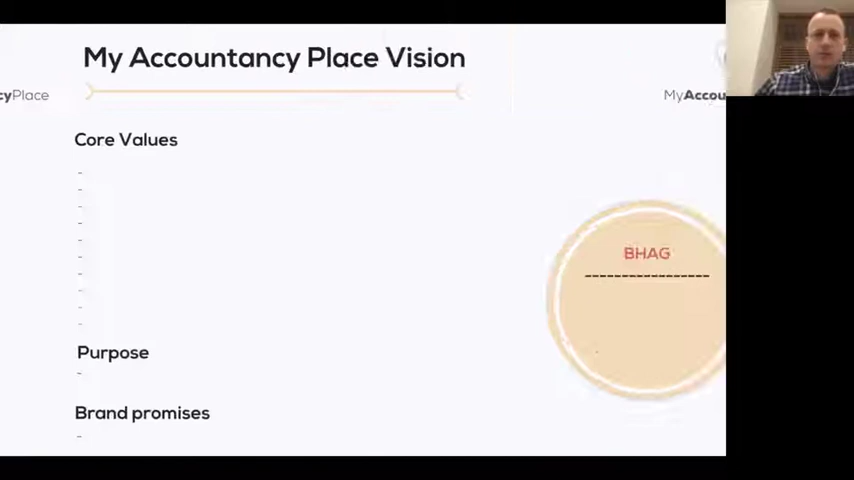 My Accountancy Place Vision
cyPlace
MyAccou
Core Values
-
-
-
-
-
-
-
-
-
-
BHAG
-----------------
Purpose
-
Brand promises
-